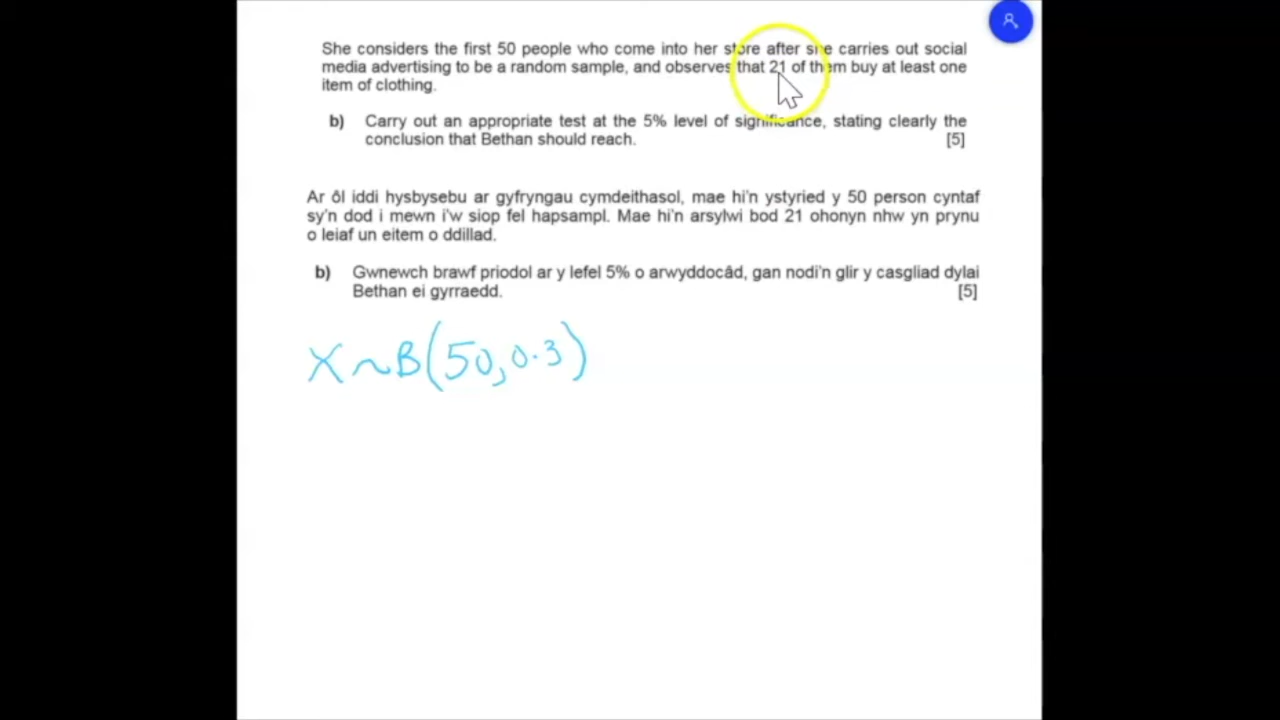 She considers the first 50 people who come into her store after she carries out social
media advertising to be a random sample, and observes that 21 of them buy at least one
item of clothing.
b) Carry out an appropriate test at the 5% level of significance, stating clearly the
conclusion that Bethan should reach. [5]
Ar ôl iddi hysbysebu ar gyfryngau cymdeithasol, mae hi'n ystyried y 50 person cyntaf
sy'n dod i mewn i'w siop fel hapsampl. Mae hi'n arsylwi bod 21 ohonyn nhw yn prynu
o leiaf un eitem o ddillad.
b) Gwnewch brawf priodol ar y lefel 5% o arwyddocâd, gan nodi'n glir y casgliad dylai
Bethan ei gyrraedd. [5]
X~B(50,0.3)